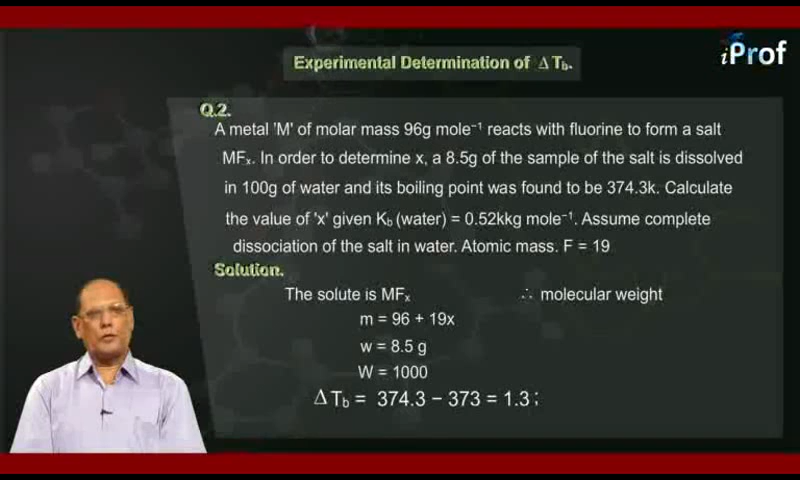 iProf
Experimental Determination of Δ Tb.
Q.2.
A metal 'M' of molar mass 96g mole⁻¹ reacts with fluorine to form a salt
MFₓ. In order to determine x, a 8.5g of the sample of the salt is dissolved
in 100g of water and its boiling point was found to be 374.3k. Calculate
the value of 'x' given Kb (water) = 0.52kkg mole⁻¹. Assume complete
dissociation of the salt in water. Atomic mass. F = 19
Solution.
The solute is MFₓ ∴ molecular weight
m = 96 + 19x
w = 8.5 g
W = 1000
Δ Tb = 374.3 − 373 = 1.3 ;